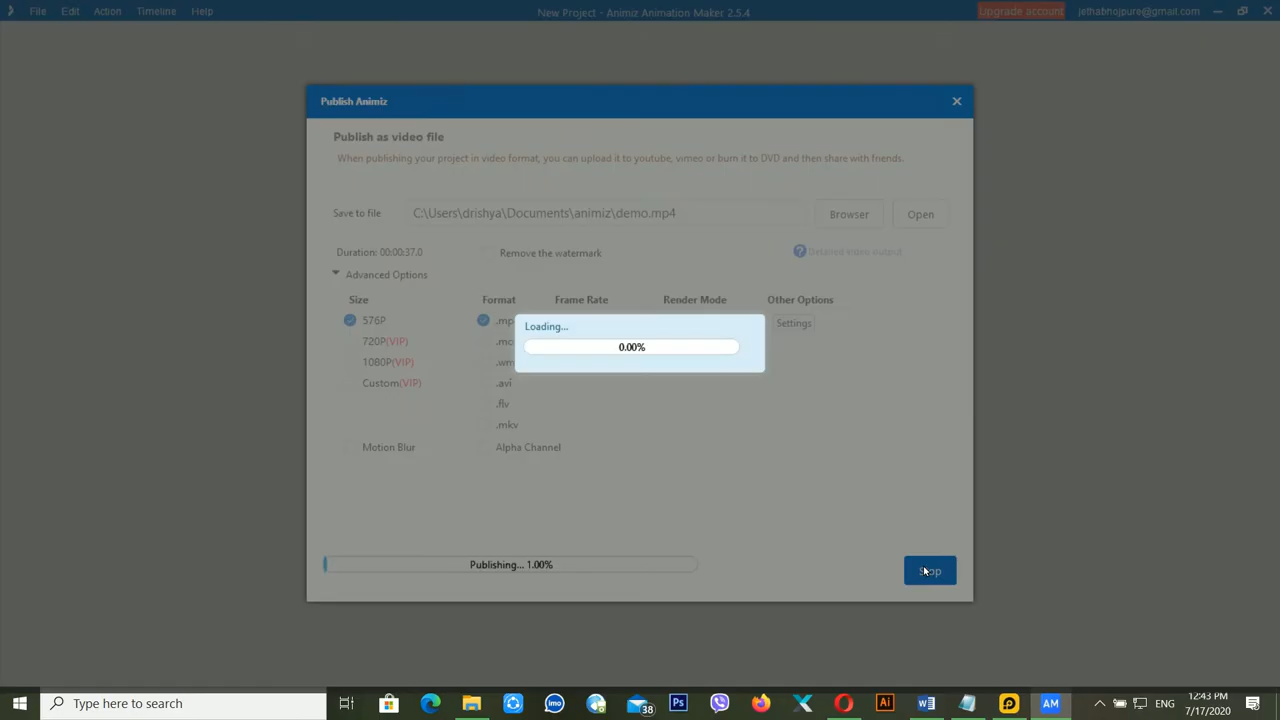 File Edit Action Timeline Help New Project - Animiz Animation Maker 2.5.4 Upgrade account jethabhojpure@gmail.com
Publish Animiz
Publish as video file
When publishing your project in video format, you can upload it to youtube, vimeo or burn it to DVD and then share with friends.
Save to file C:\Users\drishya\Documents\animiz\demo.mp4 Browser Open
Duration: 00:00:37.0 Remove the watermark ? Detailed video output
Advanced Options
Size Format Frame Rate Render Mode Other Options
576P Settings
720P(VIP)
1080P(VIP)
Custom(VIP) .avi
.flv
.mkv
Motion Blur Alpha Channel
Loading...
0.00%
Publishing... 1.00% Stop
Type here to search imo 38 Ps Ai AM ENG 12:43 PM
7/17/2020